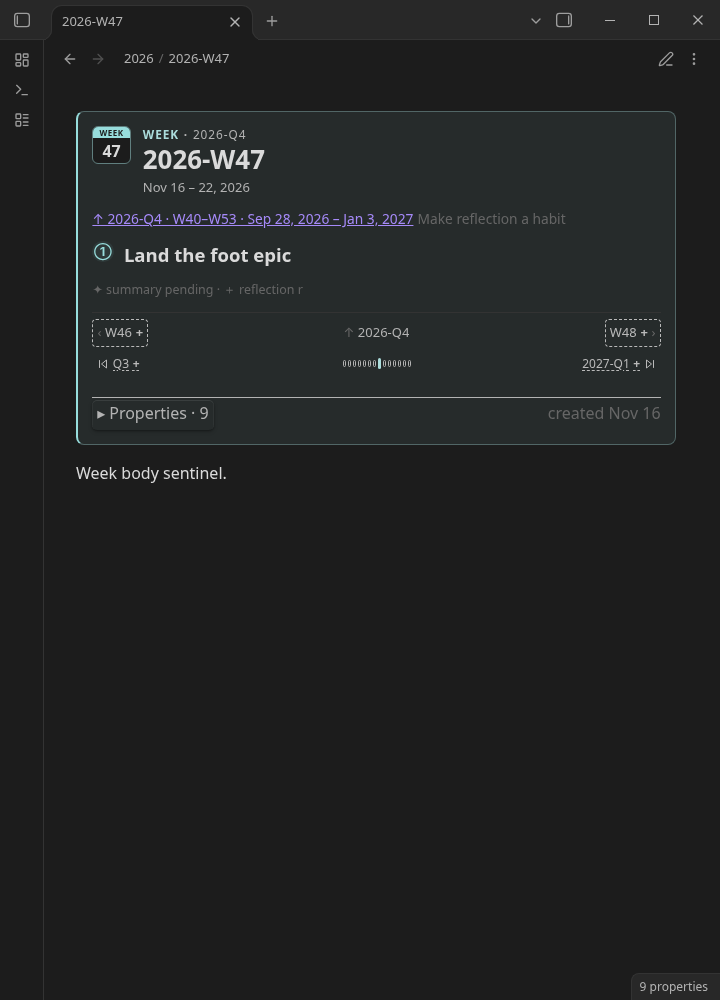 2026-W47
2026 / 2026-W47
WEEK
47
WEEK · 2026-Q4
2026-W47
Nov 16 – 22, 2026
↑ 2026-Q4 · W40–W53 · Sep 28, 2026 – Jan 3, 2027 Make reflection a habit
1 Land the foot epic
✦ summary pending · + reflection r
‹ W46 + ↑ 2026-Q4 W48 + ›
Q3 + 2027-Q1 +
▸ Properties · 9 created Nov 16
Week body sentinel.
9 properties